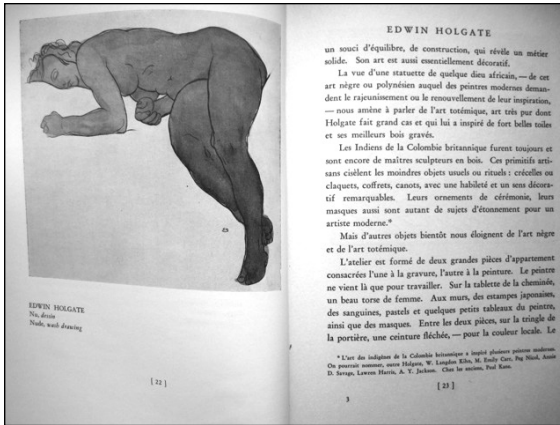 EDWIN HOLGATE
Nu, dessin
Nude, wash drawing
[ 22 ]
EDWIN HOLGATE
un souci d'équilibre, de construction, qui révèle un métier
solide. Son art est aussi essentiellement décoratif.
La vue d'une statuette de quelque dieu africain, — de cet
art nègre ou polynésien auquel des peintres modernes deman-
dent le rajeunissement ou le renouvellement de leur inspiration,
— nous amène à parler de l'art totémique, art très pur dont
Holgate fait grand cas et qui lui a inspiré de fort belles toiles
et ses meilleurs bois gravés.
Les Indiens de la Colombie britannique furent toujours et
sont encore de maîtres sculpteurs en bois. Ces primitifs arti-
sans cisèlent les moindres objets usuels ou rituels : crécelles ou
claquets, coffrets, canots, avec une habileté et un sens décora-
tif remarquables. Leurs ornements de cérémonie, leurs
masques aussi sont autant de sujets d'étonnement pour un
artiste moderne.*
Mais d'autres objets bientôt nous éloignent de l'art nègre
et de l'art totémique.
L'atelier est formé de deux grandes pièces d'appartement
consacrées l'une à la gravure, l'autre à la peinture. Le peintre
ne vient là que pour travailler. Sur la tablette de la cheminée,
un beau torse de femme. Aux murs, des estampes japonaises,
des sanguines, pastels et quelques petits tableaux du peintre,
ainsi que des masques. Entre les deux pièces, sur la tringle de
la portière, une ceinture fléchée, — pour la couleur locale. Le
* L'art des indigènes de la Colombie britannique a inspiré plusieurs peintres modernes.
On pourrait nommer, outre Holgate, W. Langdon Kihn, M. Emily Carr, Peg Nicol, Annie
D. Savage, Lawren Harris, A. Y. Jackson. Chez les anciens, Paul Kane.
3
[ 23 ]